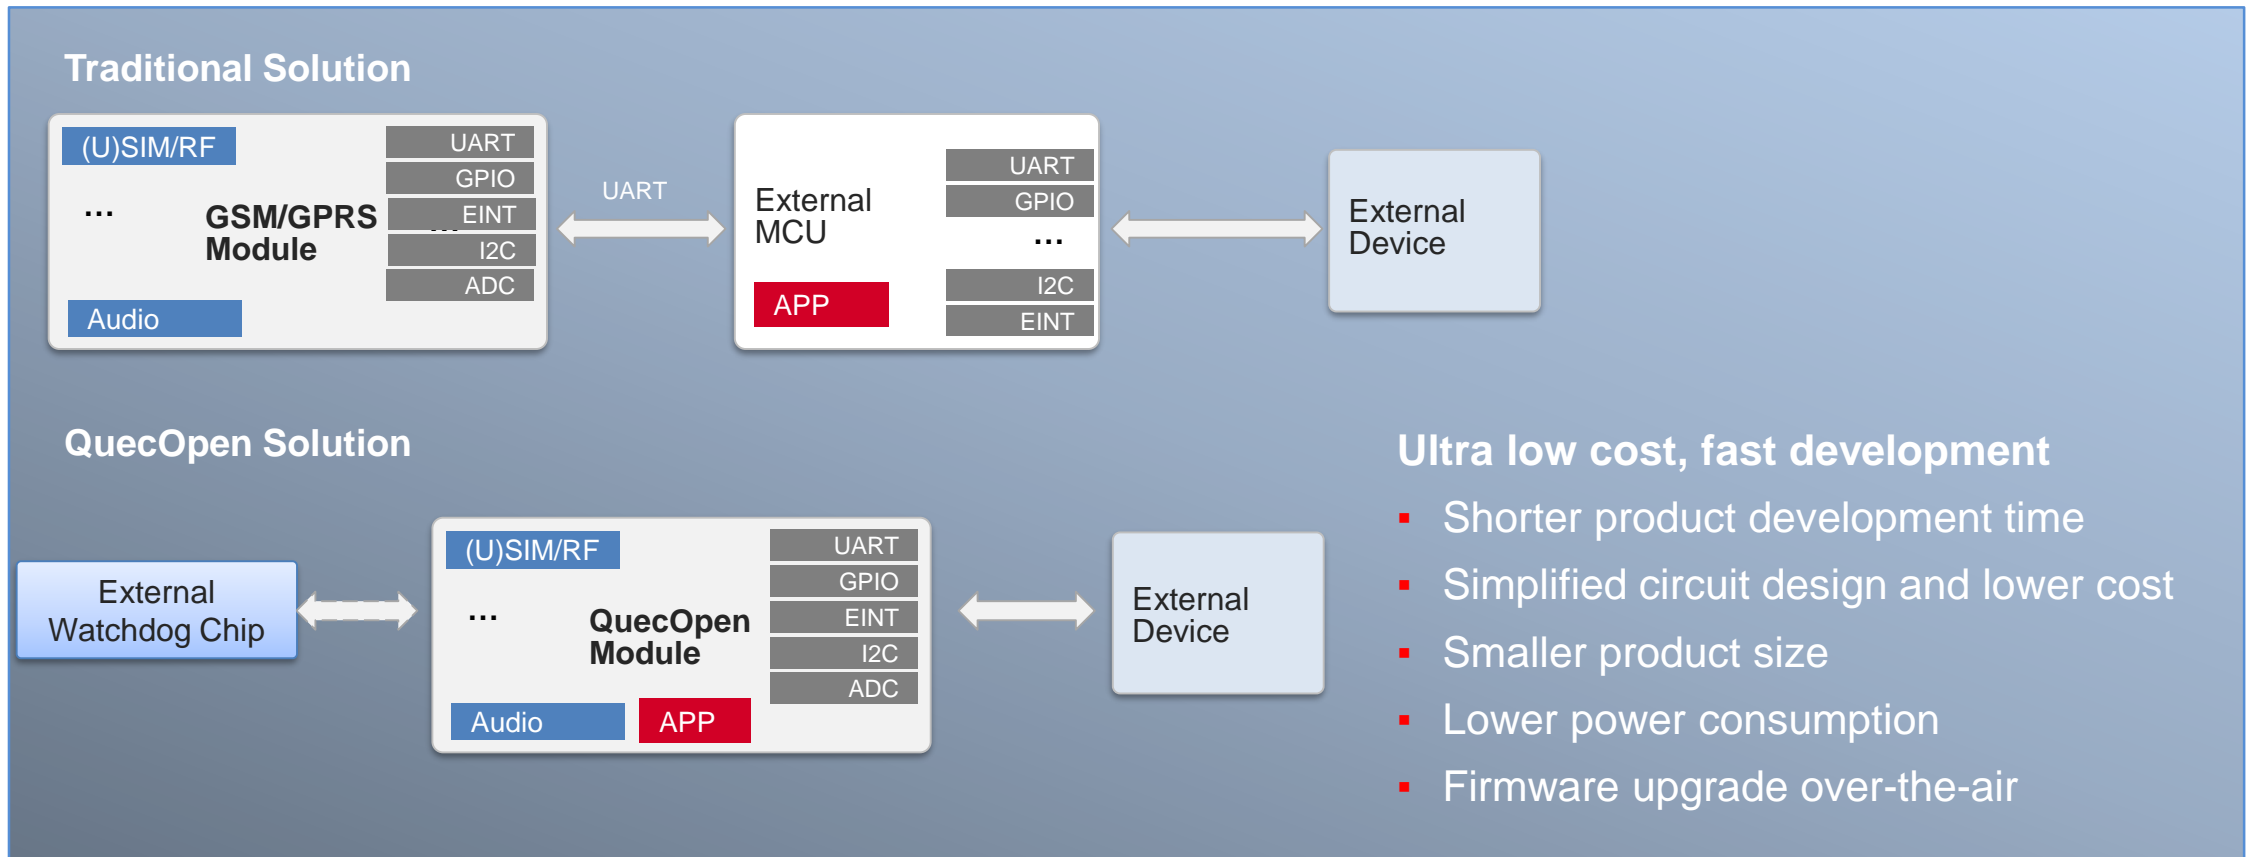 Traditional Solution
(U)SIM/RF
...
GSM/GPRS
Module
Audio
UART
GPIO
EINT
...
I2C
ADC
UART
External
MCU
APP
UART
GPIO
...
I2C
EINT
External
Device
QuecOpen Solution
External
Watchdog Chip
(U)SIM/RF
...
QuecOpen
Module
Audio
APP
UART
GPIO
EINT
I2C
ADC
External
Device
Ultra low cost, fast development
▪ Shorter product development time
▪ Simplified circuit design and lower cost
▪ Smaller product size
▪ Lower power consumption
▪ Firmware upgrade over-the-air